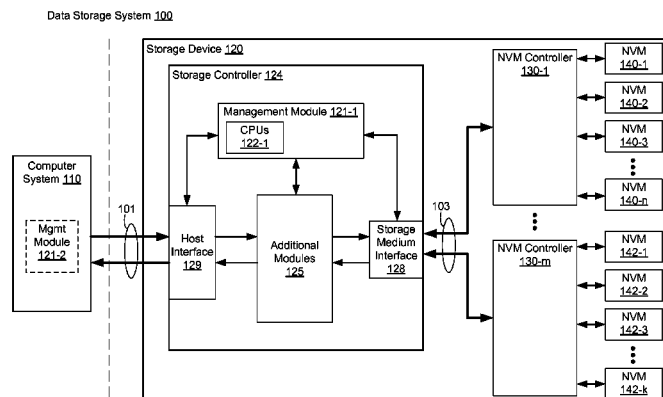 Data Storage System 100
Storage Device 120
Storage Controller 124
Management Module 121-1
CPUs
122-1
Computer
System 110
Mgmt
Module
121-2
101
Host
Interface
129
Additional
Modules
125
Storage
Medium
Interface
128
103
NVM Controller
130-1
NVM
140-1
NVM
140-2
NVM
140-3
NVM
140-n
NVM Controller
130-m
NVM
142-1
NVM
142-2
NVM
142-3
NVM
142-k